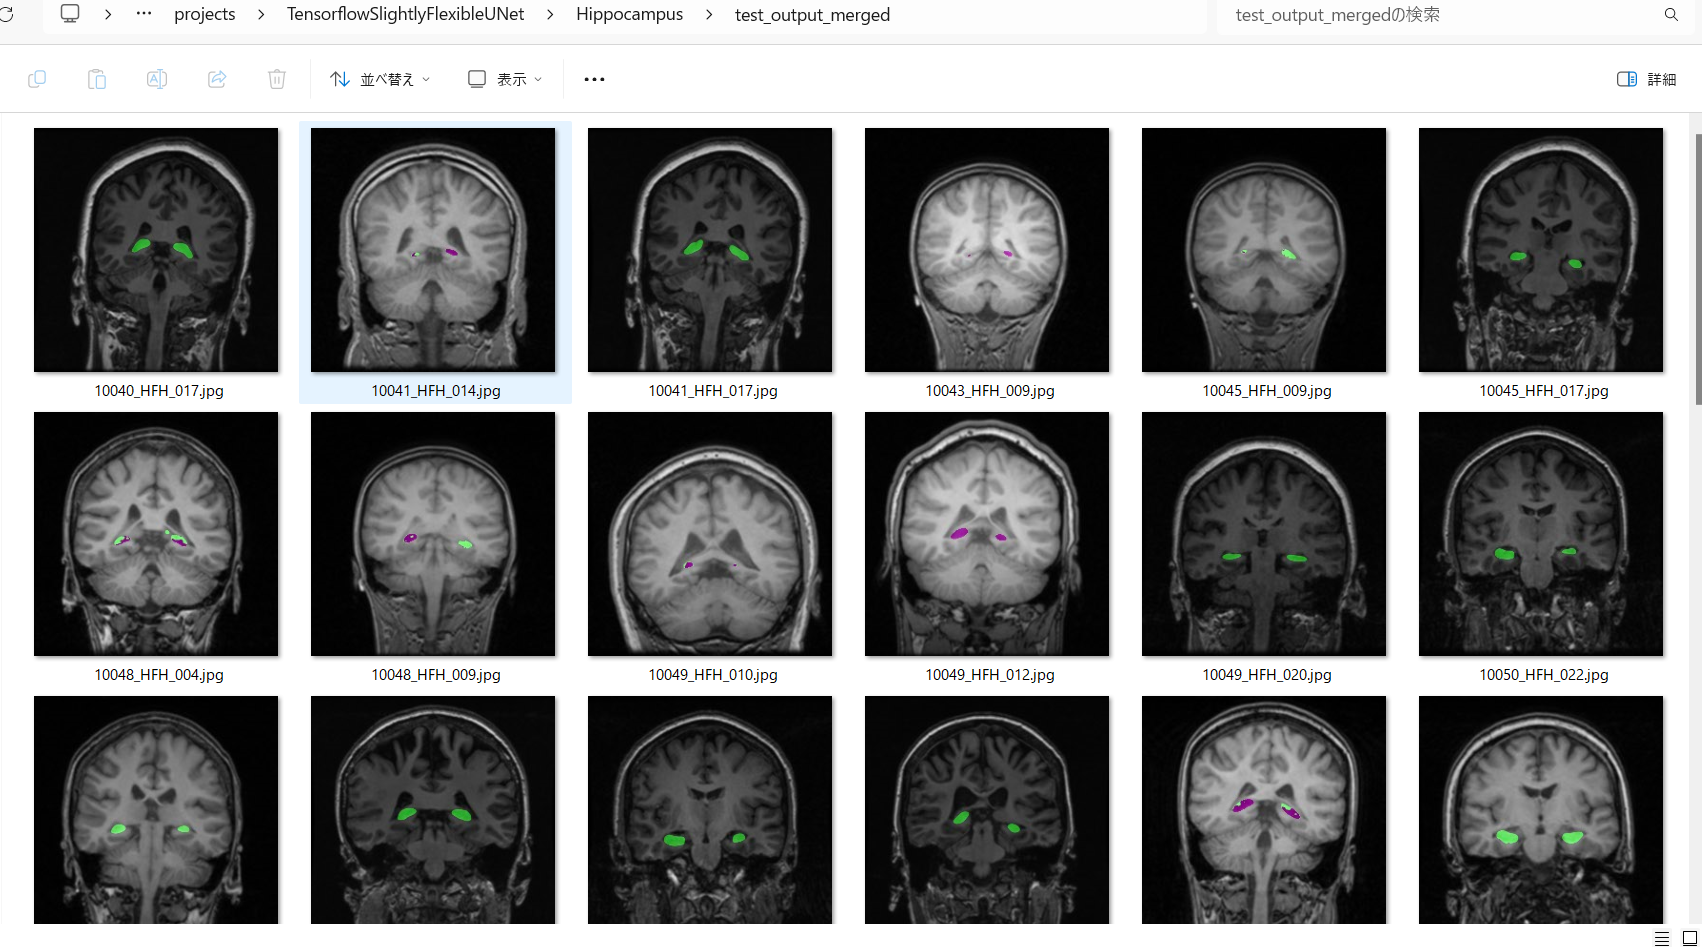 projects > TensorflowSlightlyFlexibleUNet > Hippocampus > test_output_merged
test_output_mergedの検索
並べ替え
表示
詳細
10040_HFH_017.jpg
10041_HFH_014.jpg
10041_HFH_017.jpg
10043_HFH_009.jpg
10045_HFH_009.jpg
10045_HFH_017.jpg
10048_HFH_004.jpg
10048_HFH_009.jpg
10049_HFH_010.jpg
10049_HFH_012.jpg
10049_HFH_020.jpg
10050_HFH_022.jpg